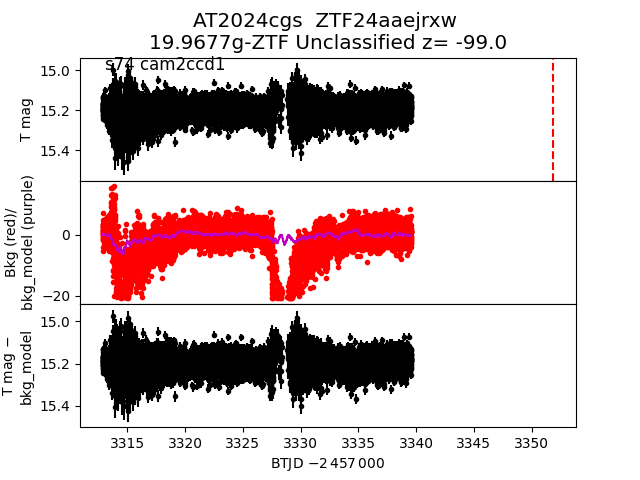 AT2024cgs  ZTF24aaejrxw
19.9677g-ZTF Unclassified z= -99.0
s74 cam2ccd1
15.0
15.2
15.4
T mag
0
−20
Bkg (red)/
bkg_model (purple)
15.0
15.2
15.4
T mag −
bkg_model
3315 3320 3325 3330 3335 3340 3345 3350
BTJD −2 457 000